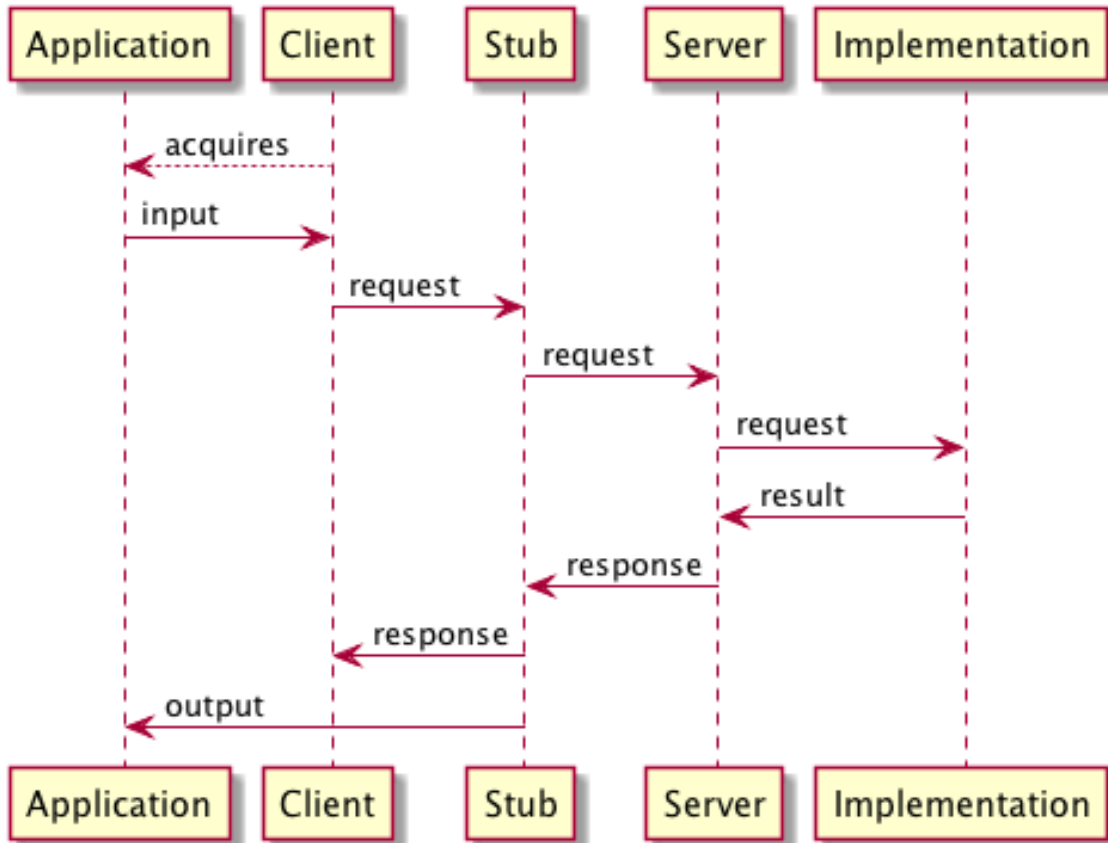 Application Client Stub Server Implementation
acquires
input
request
request
request
result
response
response
output
Application Client Stub Server Implementation